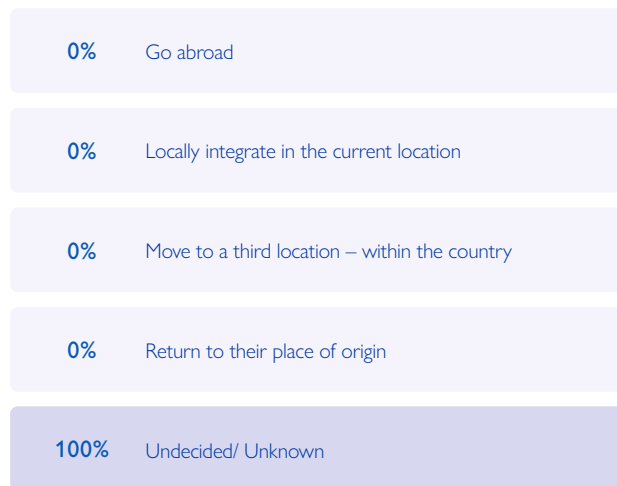 0% Go abroad
0% Locally integrate in the current location
0% Move to a third location – within the country
0% Return to their place of origin
100% Undecided/ Unknown